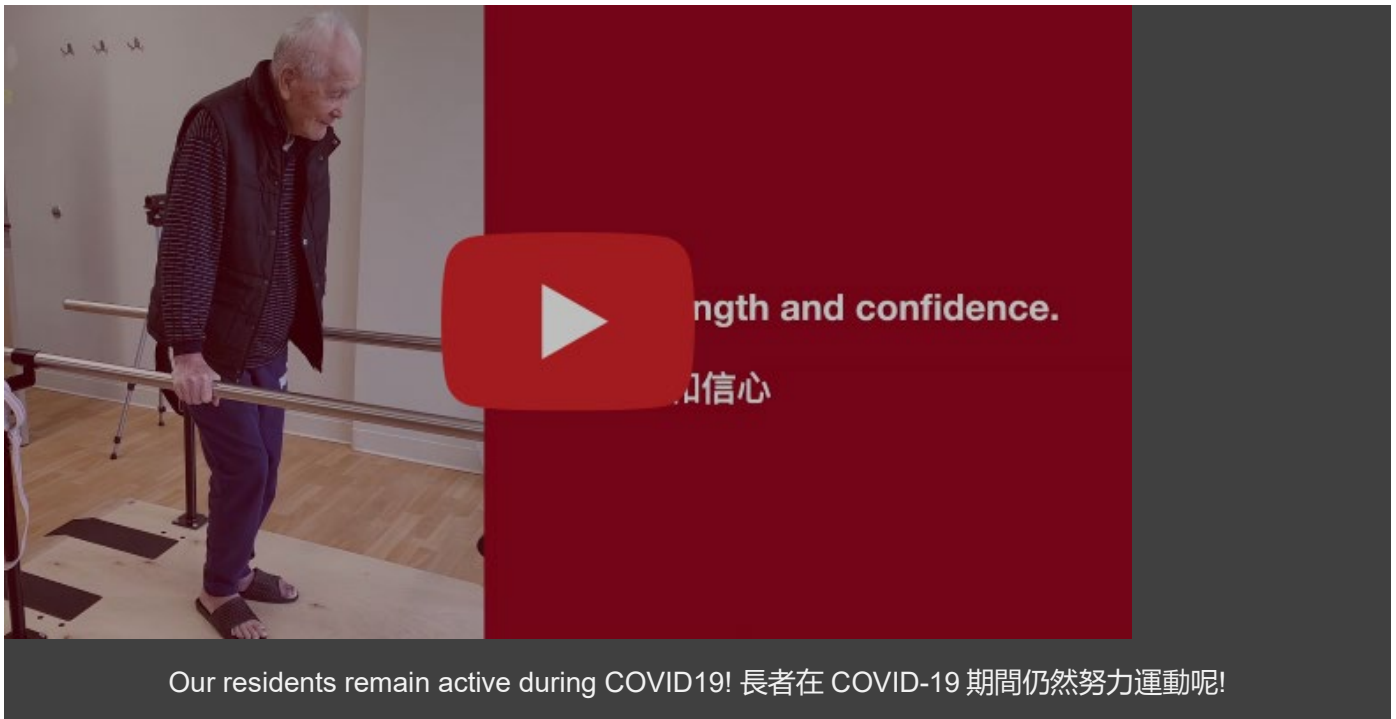 ngth and confidence.
信心
Our residents remain active during COVID19! 長者在 COVID-19 期間仍然努力運動呢!